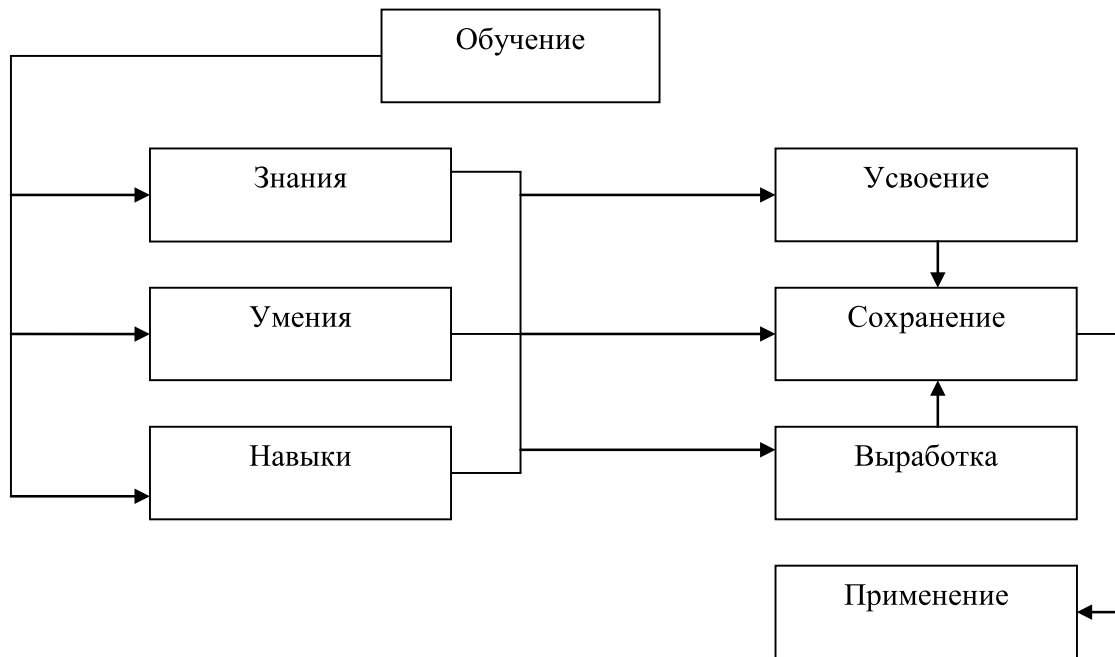 Обучение
Знания
Усвоение
Умения
Сохранение
Навыки
Выработка
Применение